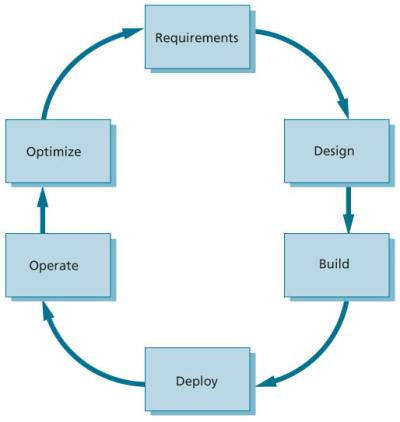 Requirements
Design
Build
Deploy
Operate
Optimize